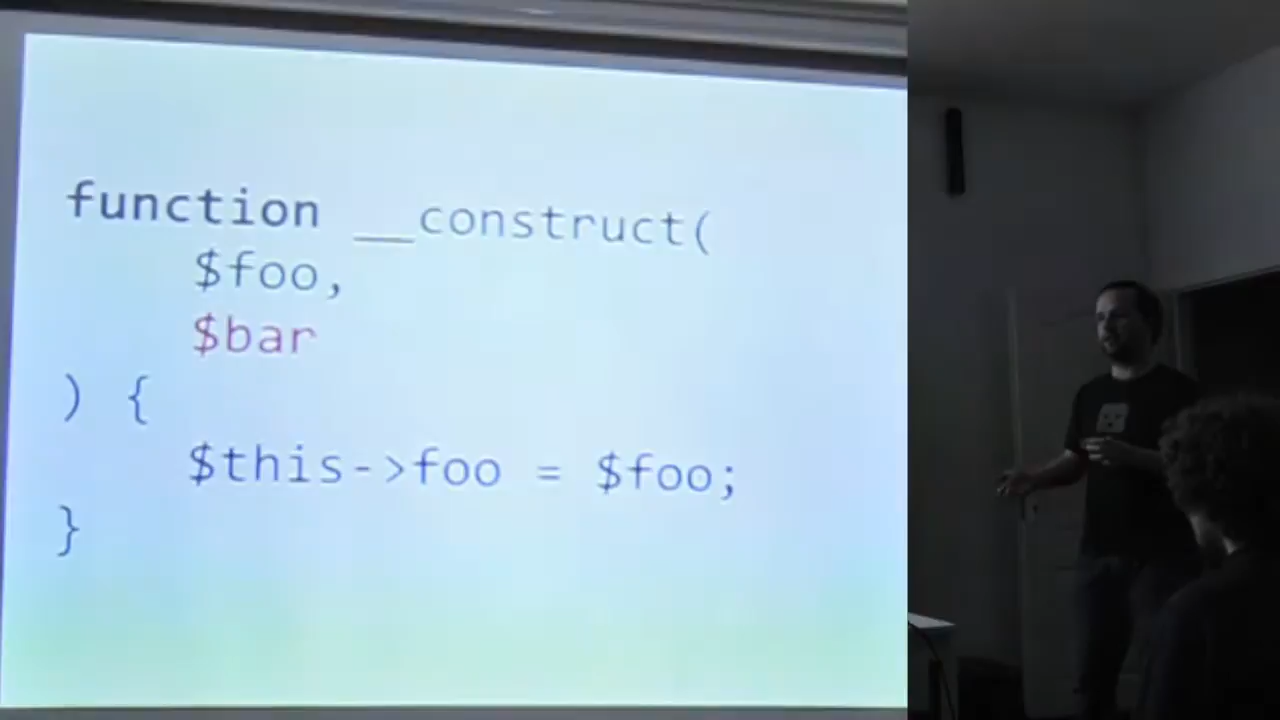 function __construct(
    $foo,
    $bar
) {
    $this->foo = $foo;
}